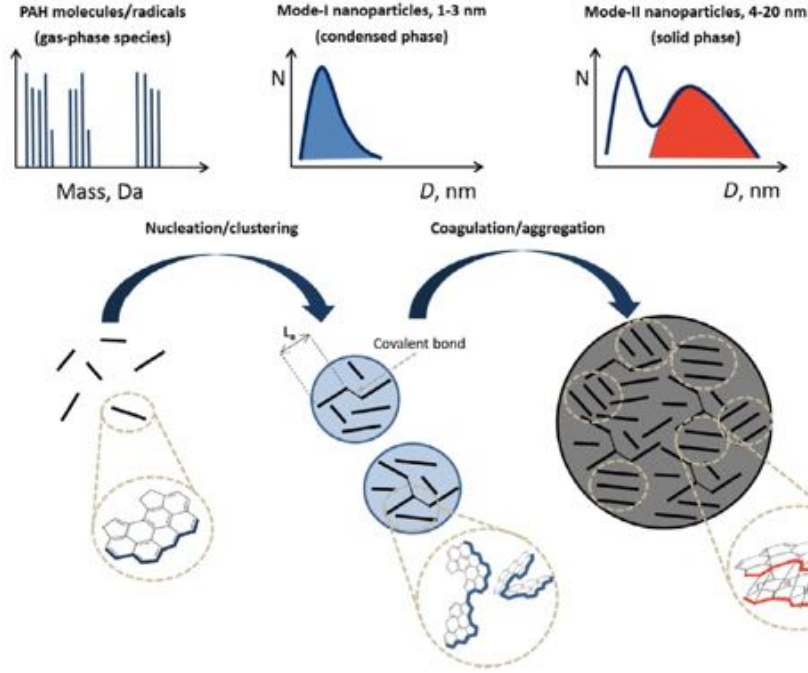 PAH molecules/radicals
(gas-phase species)
Mode-I nanoparticles, 1-3 nm
(condensed phase)
Mode-II nanoparticles, 4-20 nm
(solid phase)
N
N
Mass, Da
D, nm
D, nm
Nucleation/clustering
Coagulation/aggregation
La
Covalent bond